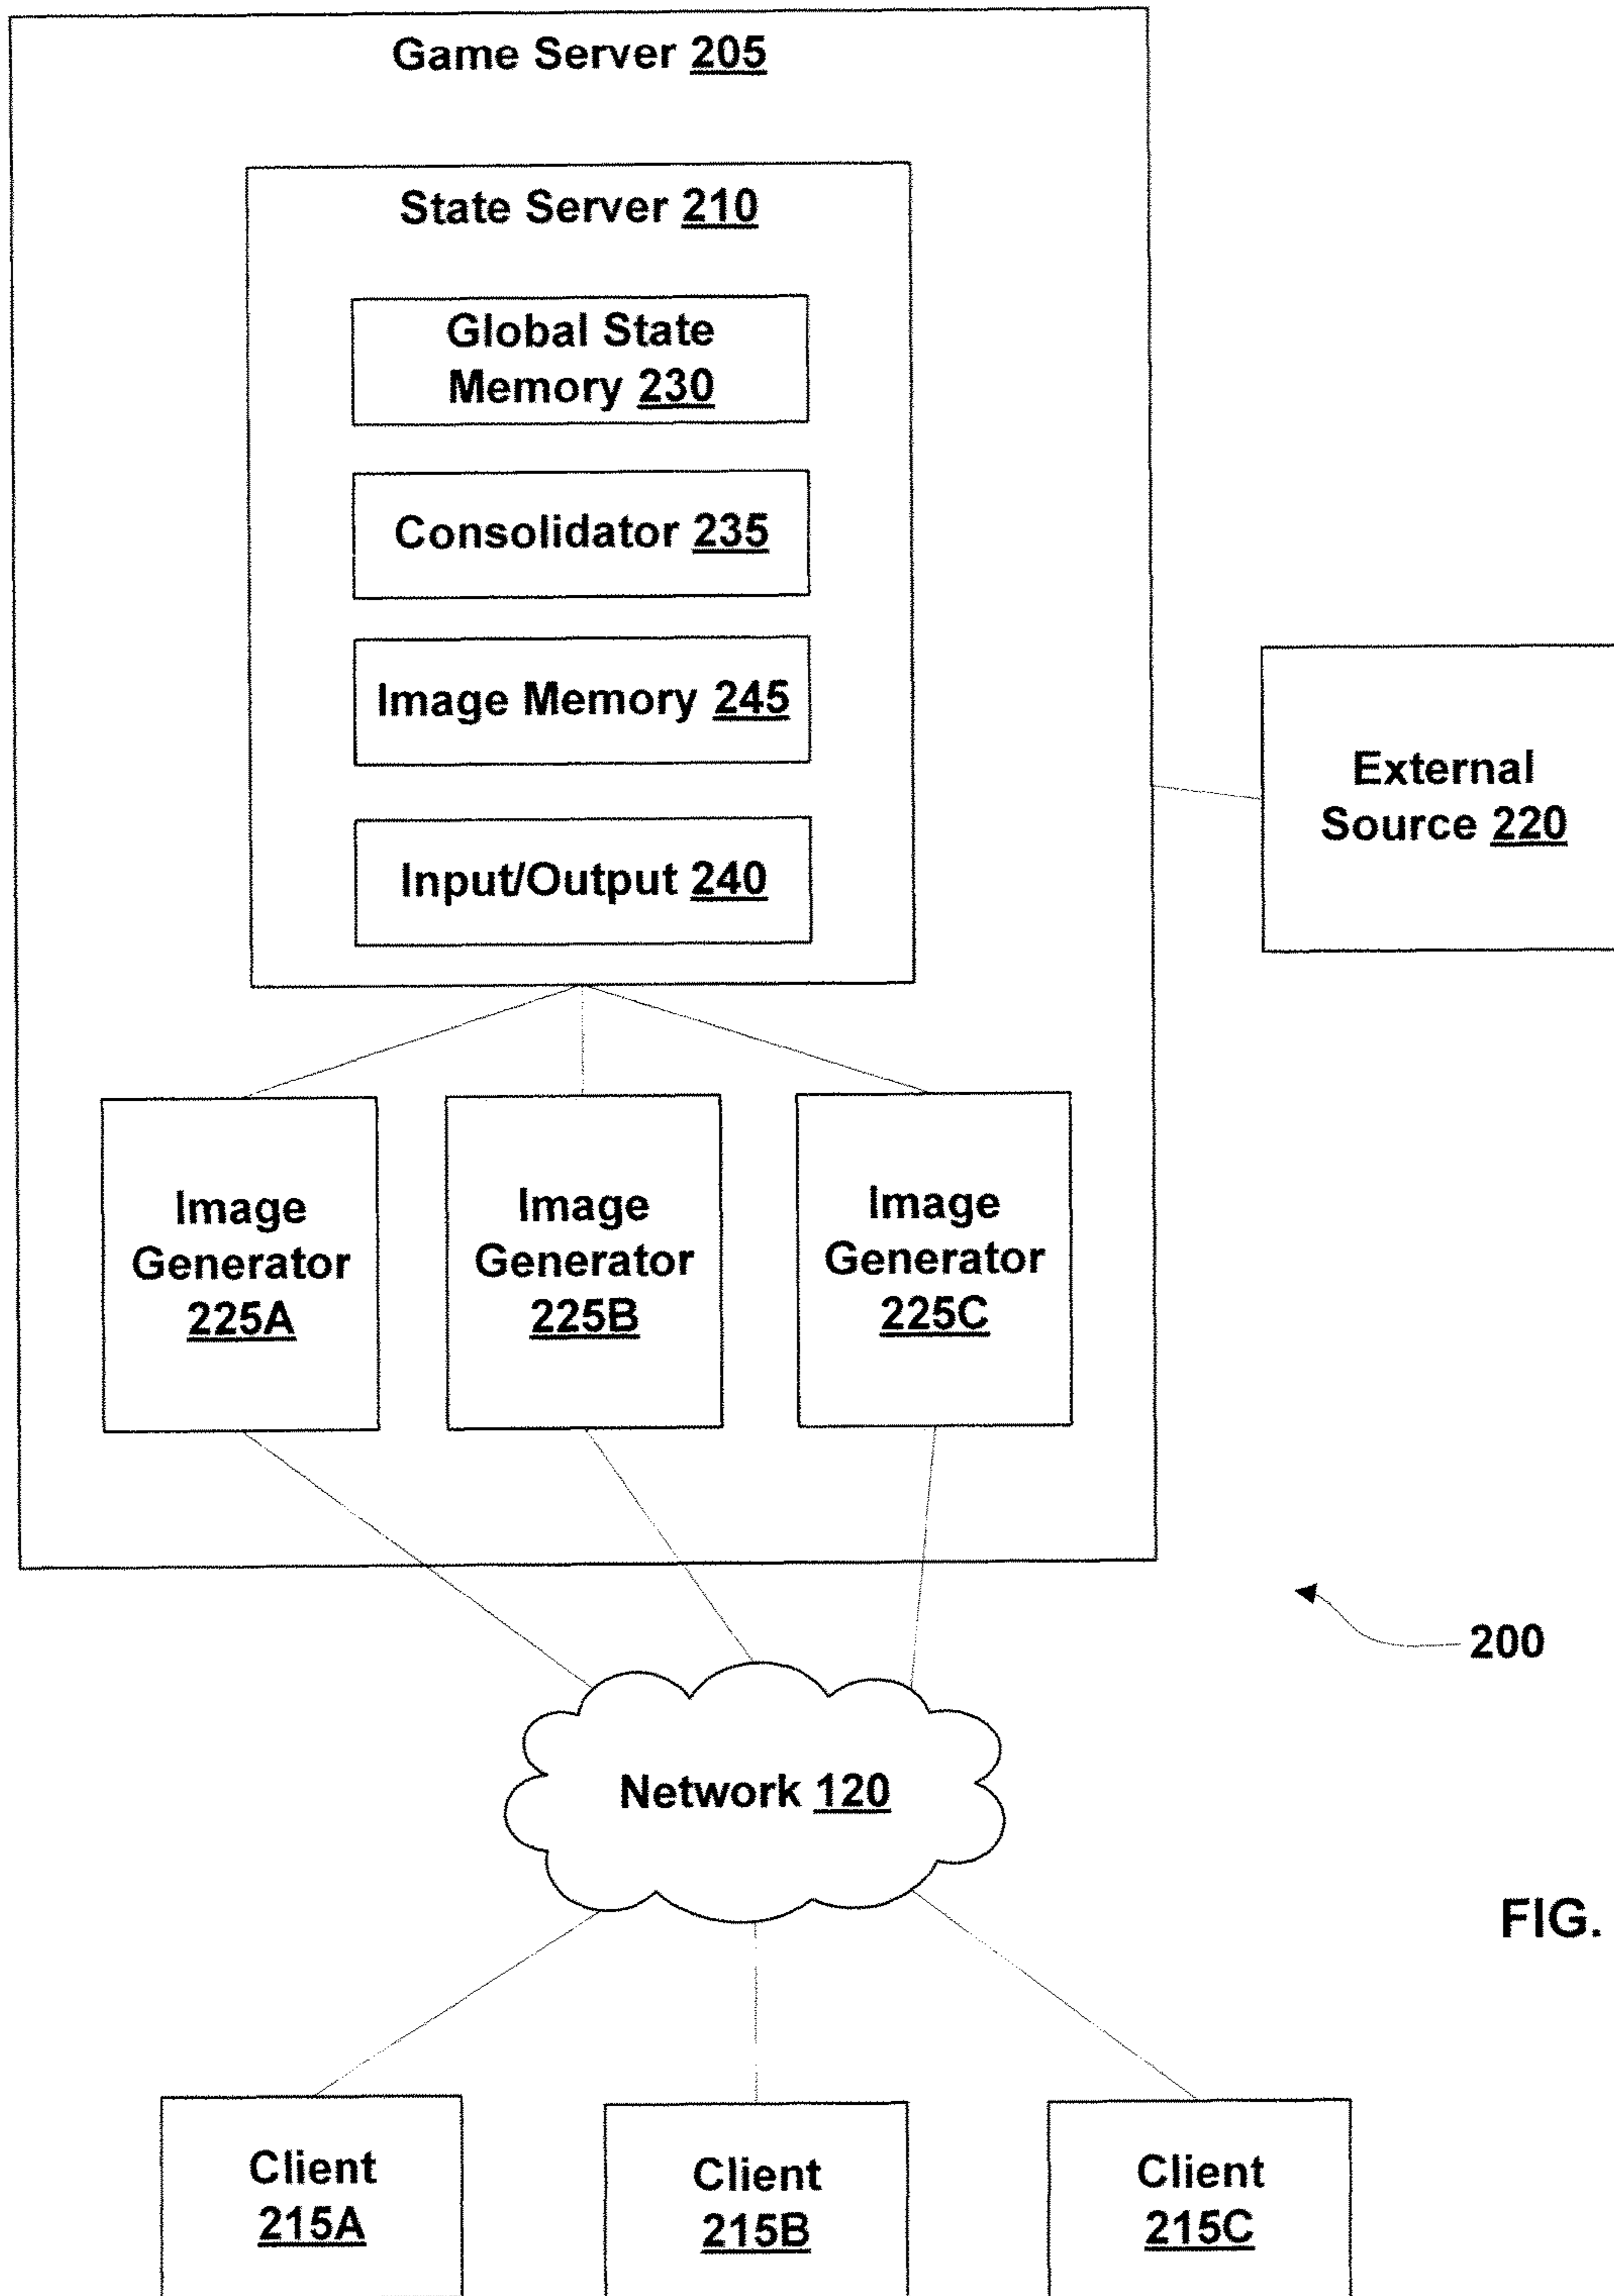 Game Server 205
State Server 210
Global State
Memory 230
Consolidator 235
Image Memory 245
Input/Output 240
External
Source 220
Image
Generator
225A
Image
Generator
225B
Image
Generator
225C
200
Network 120
FIG.
Client
215A
Client
215B
Client
215C